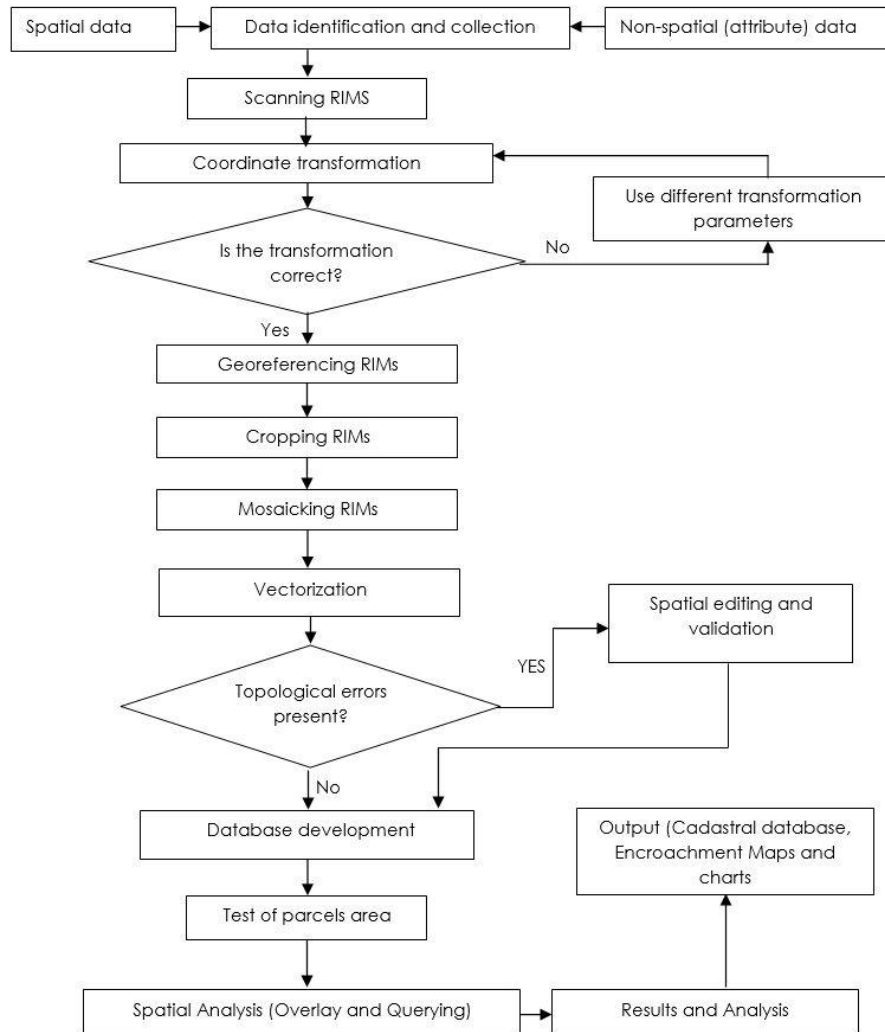 Spatial data
Data identification and collection
Non-spatial (attribute) data
Scanning RIMS
Coordinate transformation
Use different transformation
parameters
Is the transformation
correct?
No
Yes
Georeferencing RIMs
Cropping RIMs
Mosaicking RIMs
Vectorization
Spatial editing and
validation
YES
Topological errors
present?
No
Database development
Output (Cadastral database,
Encroachment Maps and
charts
Test of parcels area
Spatial Analysis (Overlay and Querying)
Results and Analysis